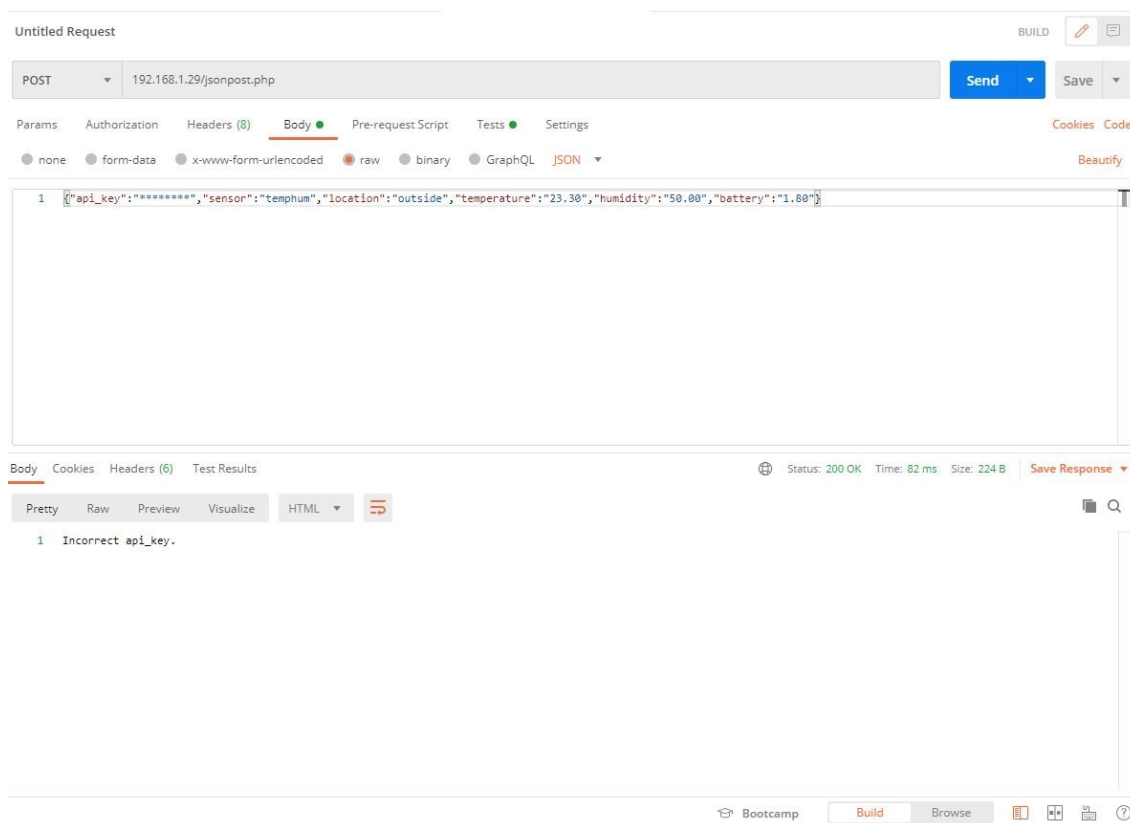 Untitled Request
BUILD
POST
192.168.1.29/jsonpost.php
Send
Save
Params Authorization Headers (8) Body Pre-request Script Tests Settings
Cookies Code
none form-data x-www-form-urlencoded raw binary GraphQL JSON
Beautify
1 {"api_key":"********","sensor":"temphum","location":"outside","temperature":"23.30","humidity":"50.00","battery":"1.80"}
Body Cookies Headers (6) Test Results
Status: 200 OK Time: 82 ms Size: 224 B Save Response
Pretty Raw Preview Visualize HTML
1 Incorrect api_key.
Bootcamp Build Browse